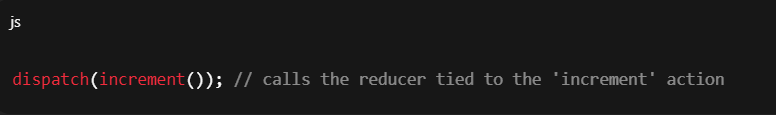 js
dispatch(increment()); // calls the reducer tied to the 'increment' action